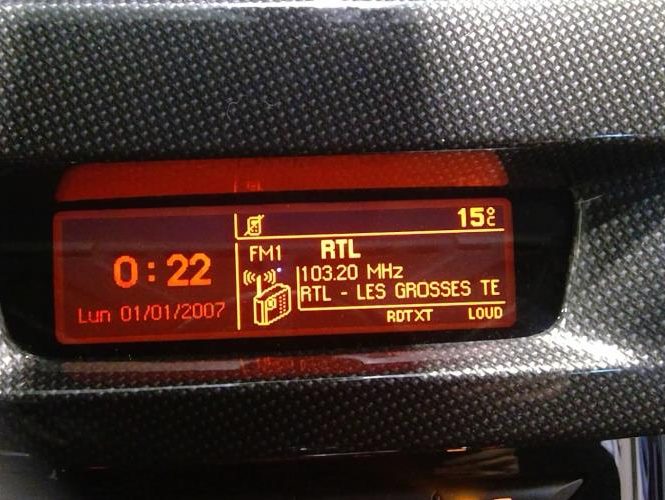 15°C
FM1 RTL
0:22
103.20 MHz
Lun 01/01/2007
RTL - LES GROSSES TE
RDTXT LOUD